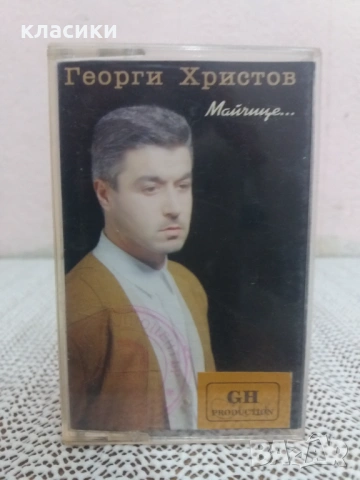 класики
Георги Христов
Майчице...
GH
PRODUCTION